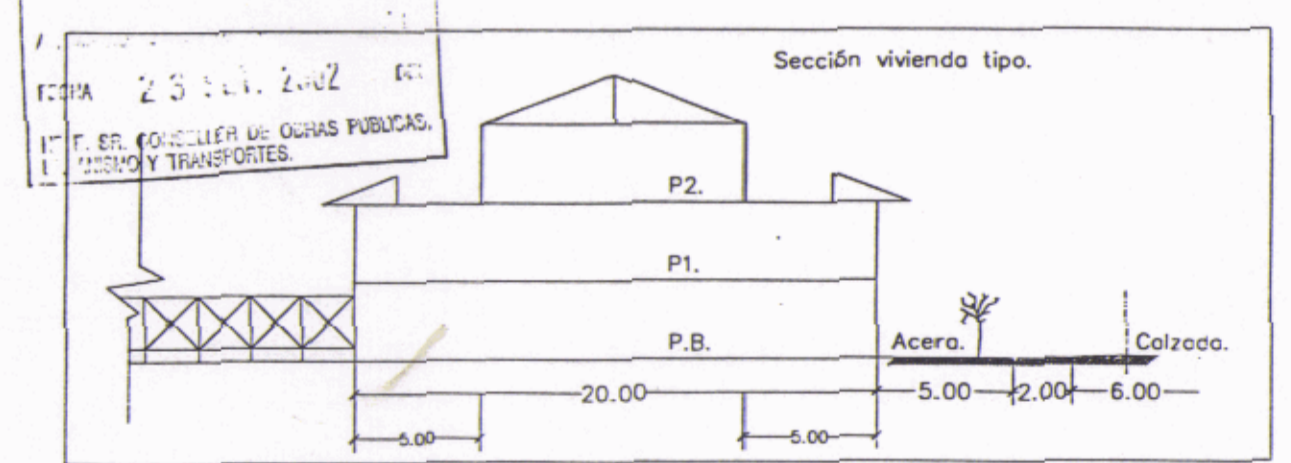 Sección vivienda tipo.
FECHA 23 SET. 2002 DEL
SR. CONSELLER DE OBRAS PUBLICAS,
Y TRANSPORTES.
P2.
P1.
P.B.
Acera.
Calzada.
20.00
5.00
2.00
6.00
5.00
5.00